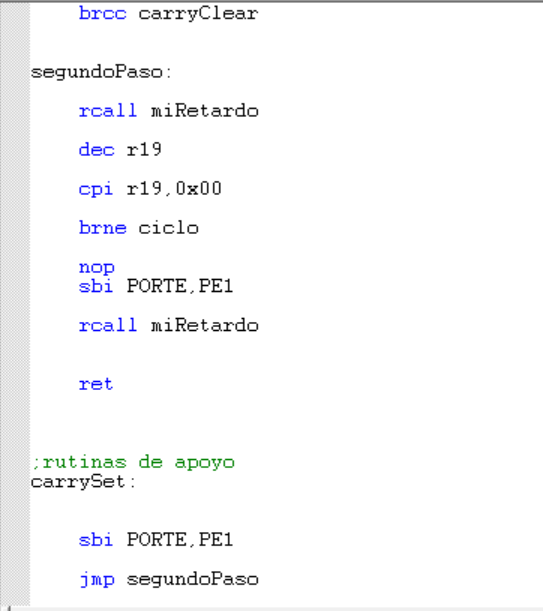 brcc carryClear
segundoPaso:
rcall miRetardo
dec r19
cpi r19,0x00
brne ciclo
nop
sbi PORTE,PE1
rcall miRetardo
ret
;rutinas de apoyo
carrySet:
sbi PORTE,PE1
jmp segundoPaso